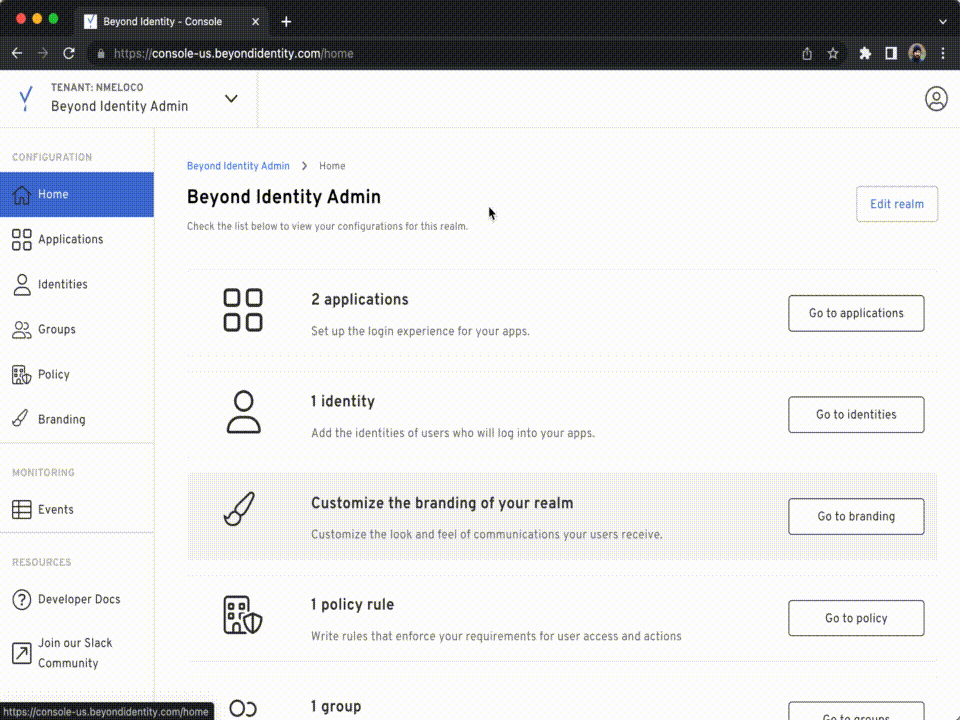 Beyond Identity - Console
https://console-us.beyondidentity.com/home
TENANT: NMELOCO
Beyond Identity Admin
CONFIGURATION
Home
Applications
Identities
Groups
Policy
Branding
MONITORING
Events
RESOURCES
Developer Docs
Join our Slack
Community
https://console-us.beyondidentity.com/home
Beyond Identity Admin > Home
Beyond Identity Admin
Edit realm
Check the list below to view your configurations for this realm.
2 applications
Set up the login experience for your apps.
Go to applications
1 identity
Add the identities of users who will log into your apps.
Go to identities
Customize the branding of your realm
Customize the look and feel of communications your users receive.
Go to branding
1 policy rule
Write rules that enforce your requirements for user access and actions
Go to policy
1 group
Go to groups